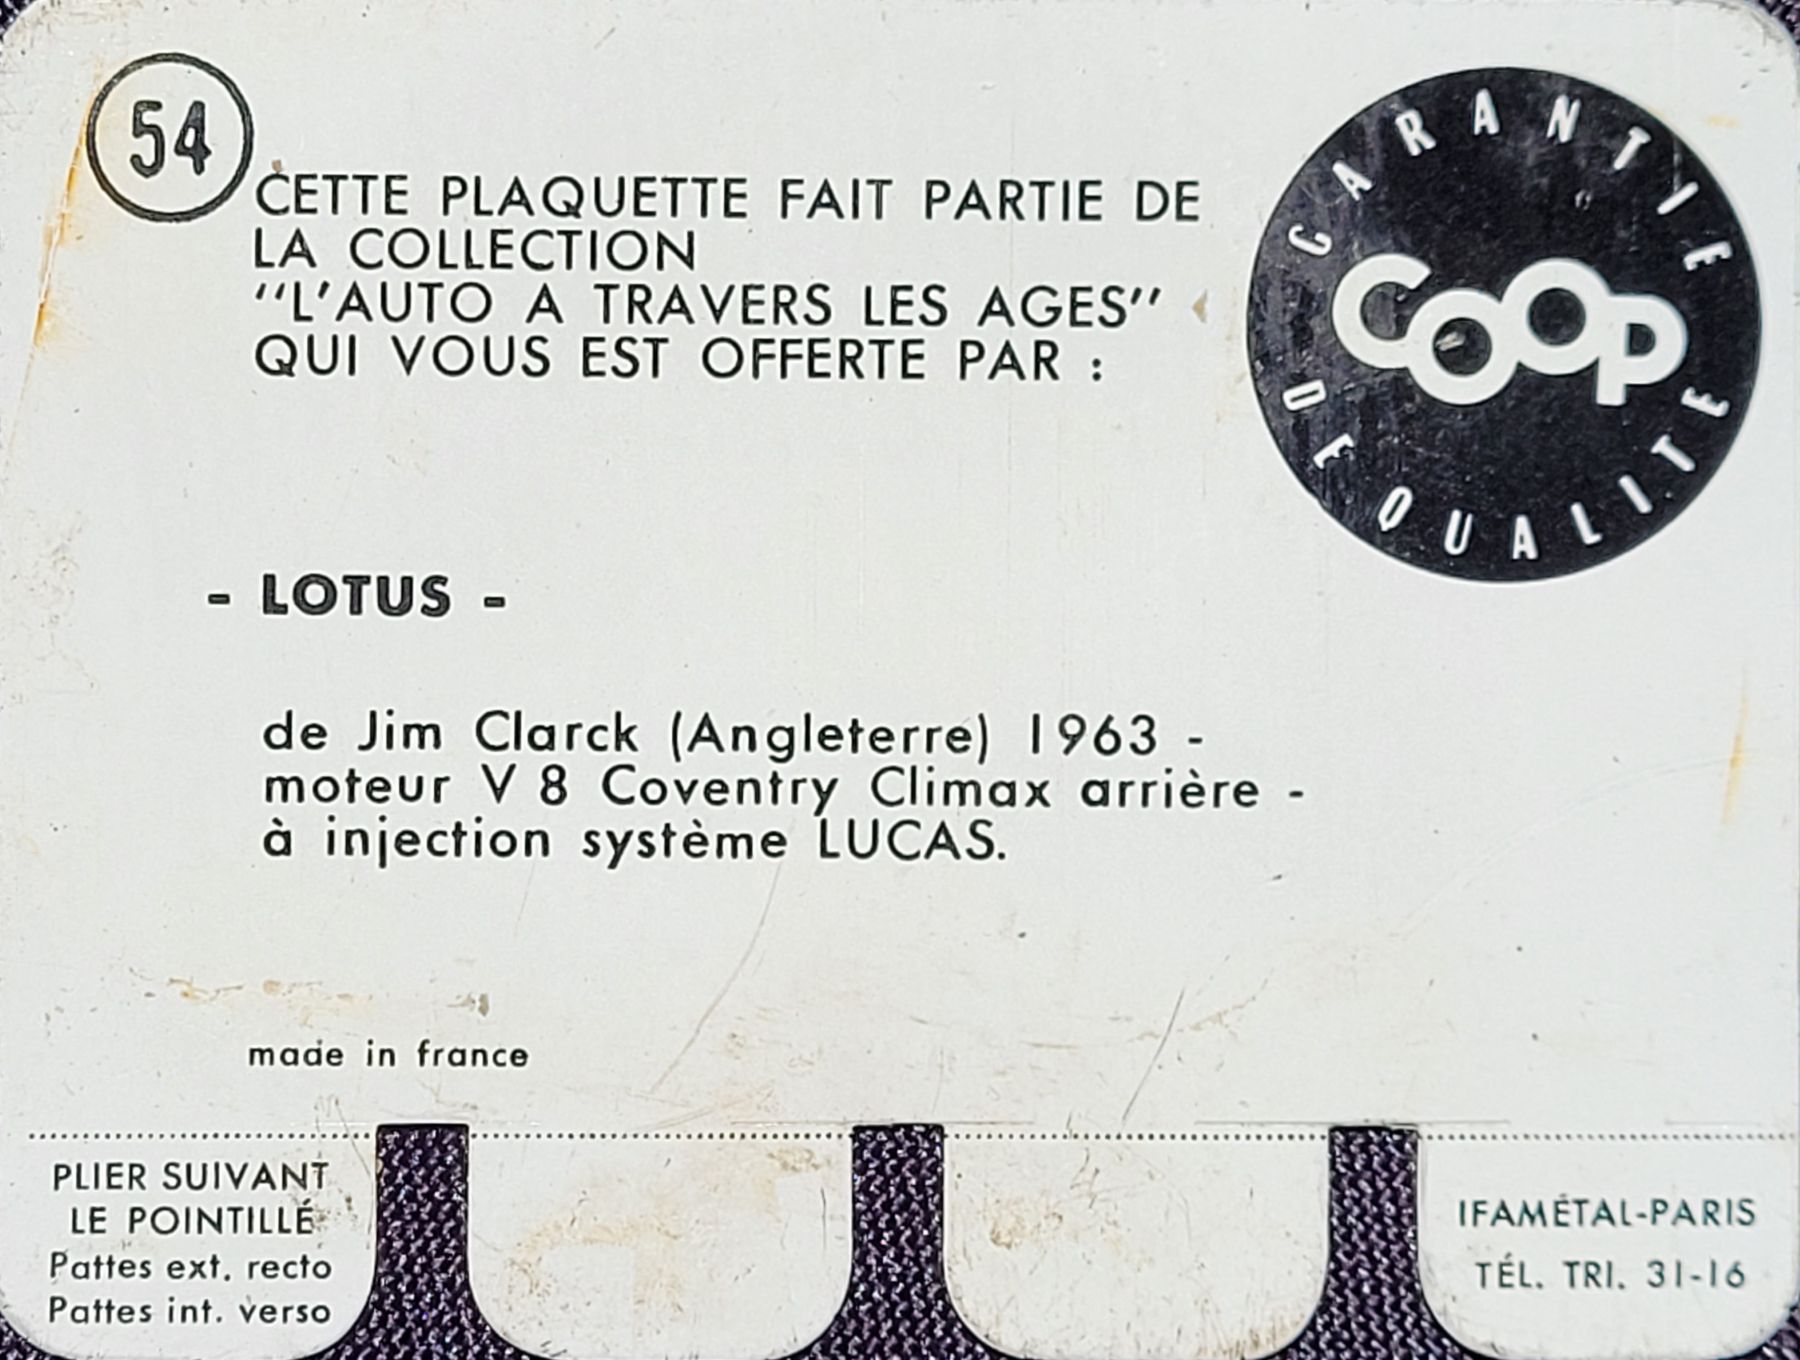 54
CETTE PLAQUETTE FAIT PARTIE DE
LA COLLECTION
"L'AUTO A TRAVERS LES AGES"
QUI VOUS EST OFFERTE PAR :
GARANTIE
COOP
DE QUALITE
- LOTUS -
de Jim Clarck (Angleterre) 1963 -
moteur V 8 Coventry Climax arrière -
à injection système LUCAS.
made in france
PLIER SUIVANT
LE POINTILLÉ
Pattes ext. recto
Pattes int. verso
IFAMÉTAL-PARIS
TÉL. TRI. 31-16